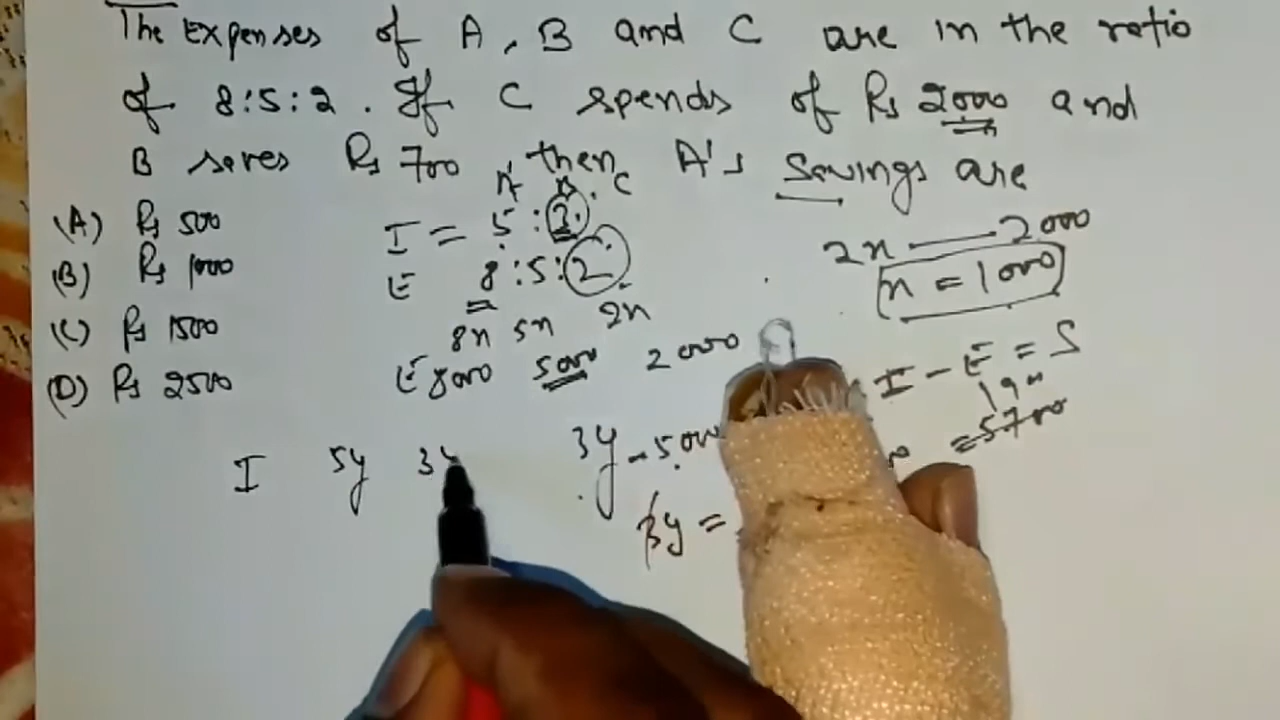 The Expenses of A, B and C are in the ratio
of 8:5:2. If C spends of Rs 2000 and
B saves Rs 700, then A's Savings are
(A) Rs 500
(B) Rs 1000
(C) Rs 1500
(D) Rs 2500
A B C
I = 5:3
E 8:5:2
8x 5x 2x
E 8000 5000 2000
2x — 2000
x = 1000
I - E = S
3y - 5000
3y = 5700
1900
I 5y 3y